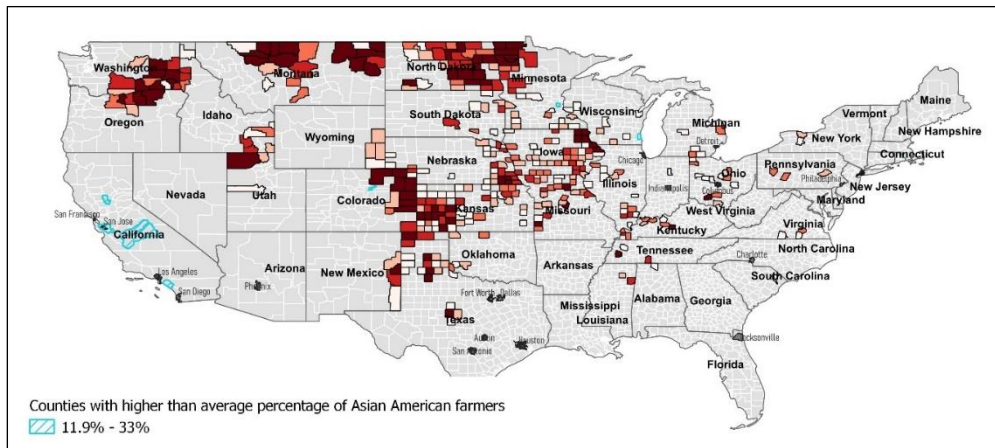 Washington
Montana
North Dakota
Minnesota
Maine
Oregon
Idaho
South Dakota
Wisconsin
Vermont
Michigan
New York
New Hampshire
Wyoming
Detroit
Connecticut
Iowa
Chicago
Nebraska
Pennsylvania
Nevada
Utah
Illinois
Ohio
Philadelphia
New Jersey
Indianapolis
Columbus
Maryland
Colorado
Kansas
Missouri
West Virginia
San Francisco
San Jose
California
Kentucky
Virginia
Tennessee
North Carolina
Oklahoma
Charlotte
Arizona
New Mexico
Arkansas
South Carolina
Los Angeles
Phoenix
San Diego
Fort Worth
Dallas
Mississippi
Alabama
Georgia
Texas
Louisiana
Austin
Jacksonville
San Antonio
Houston
Florida
Counties with higher than average percentage of Asian American farmers
11.9% - 33%